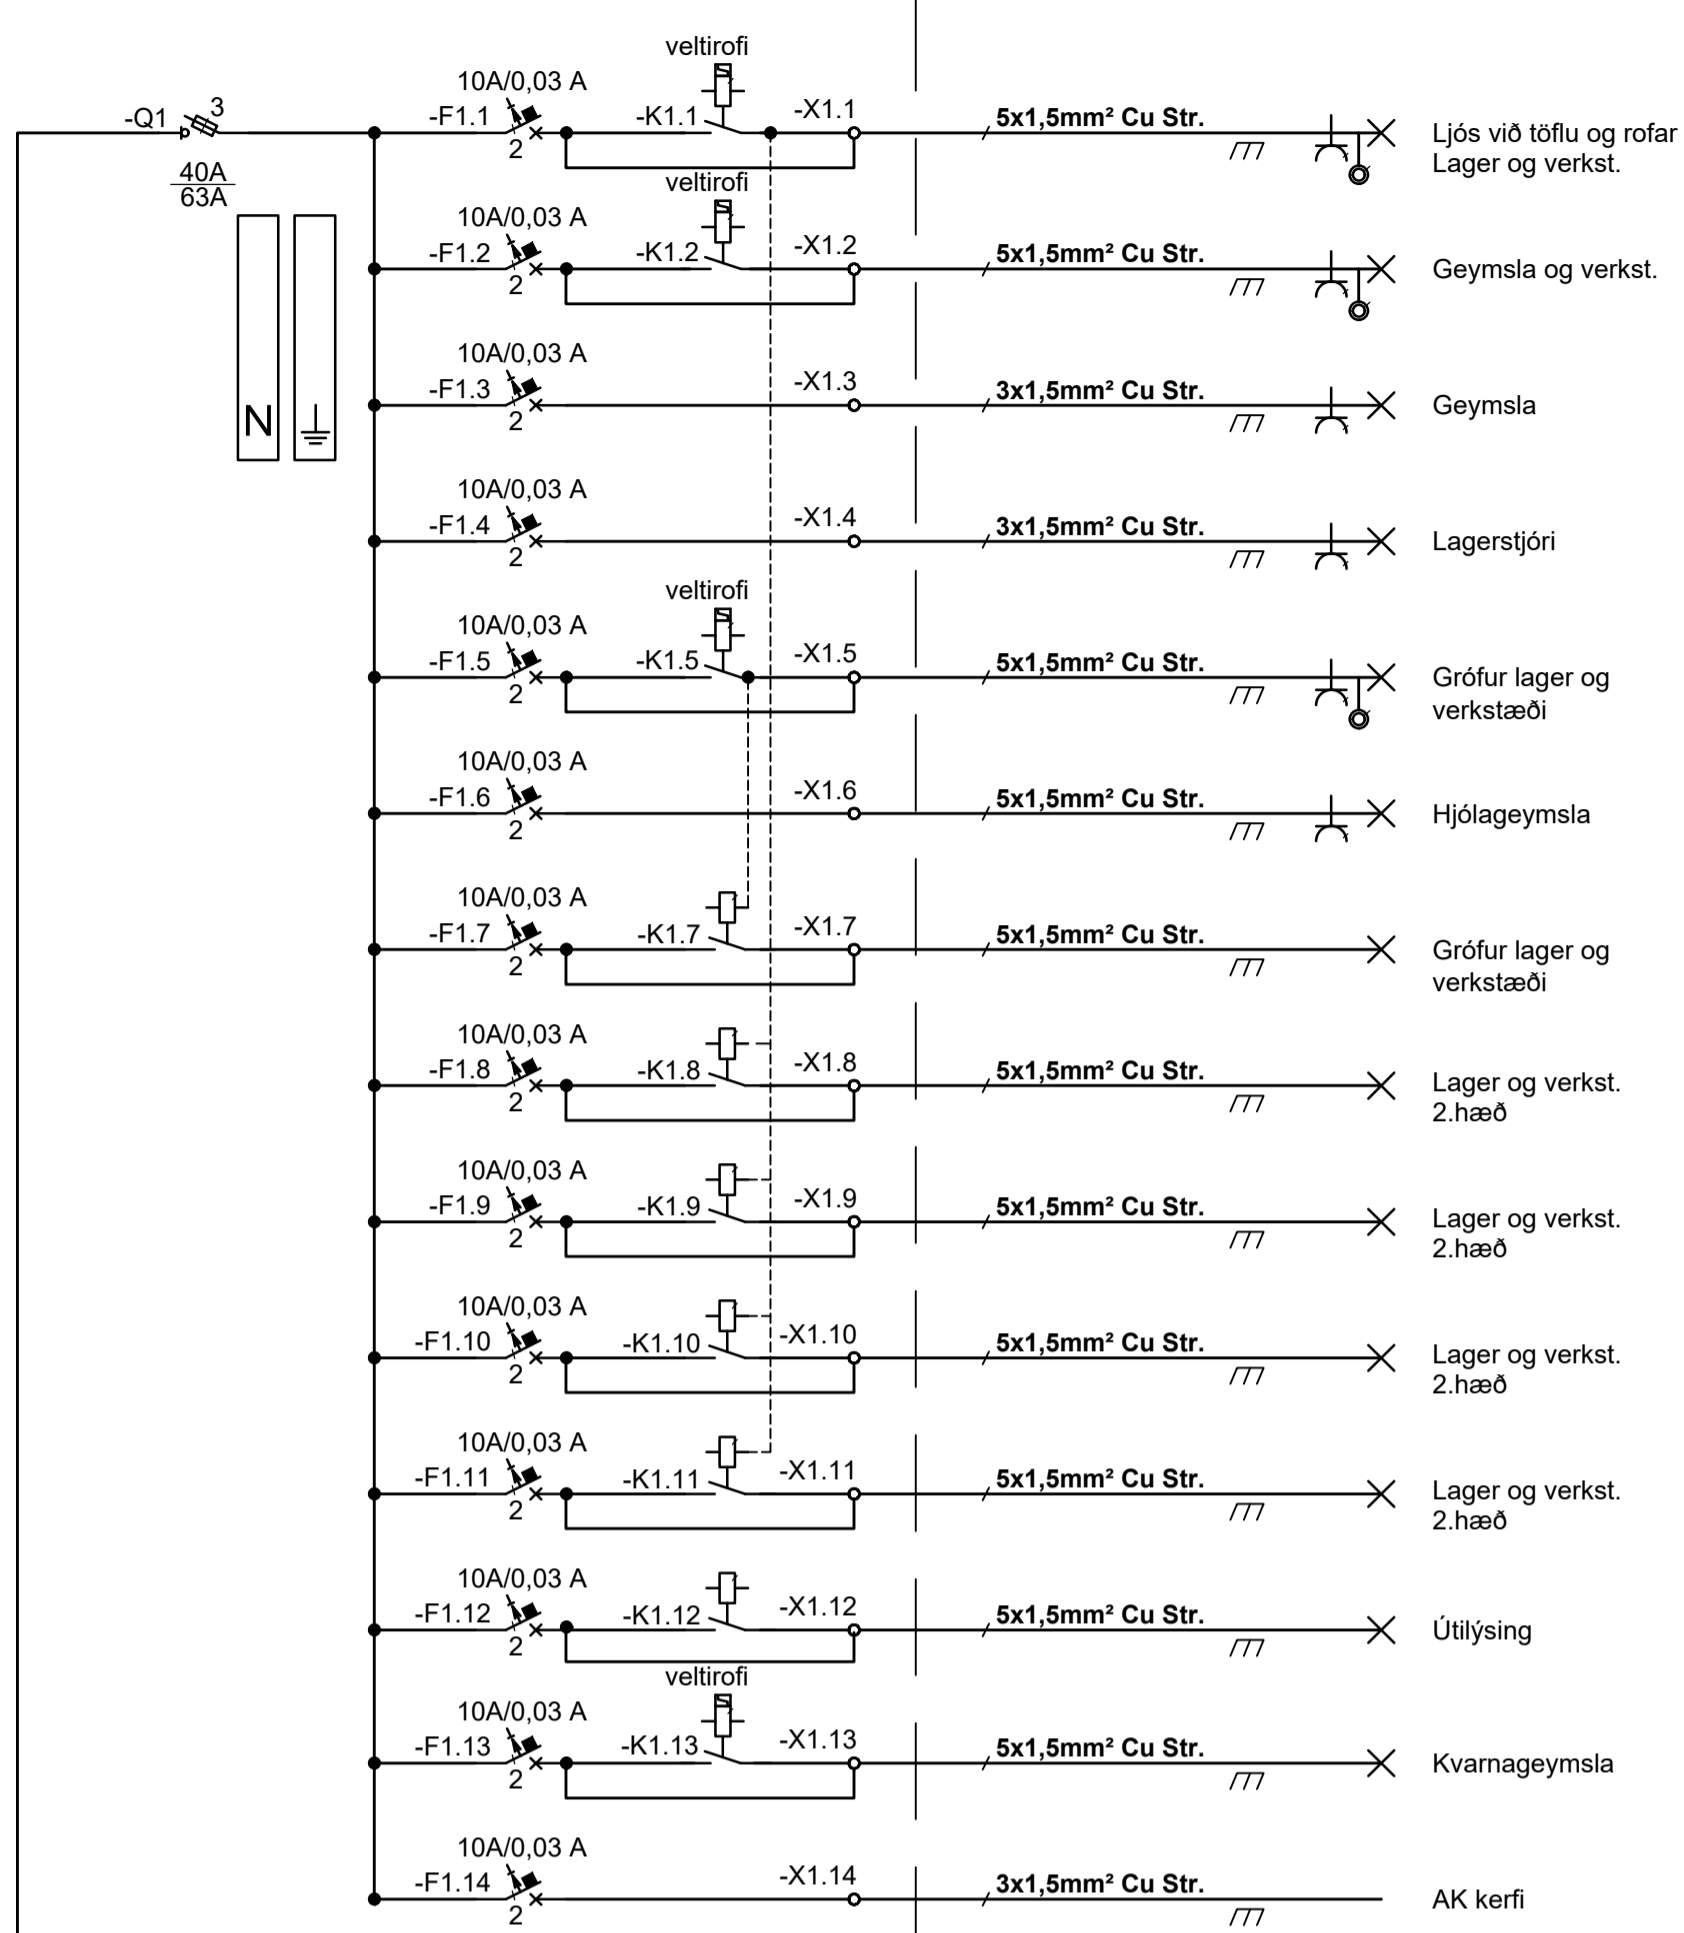 -Q1
3
40A
63A
N
veltirofi
10A/0,03 A
-F1.1
2
-K1.1
-X1.1
5x1,5mm² Cu Str.
Ljós við töflu og rofar
Lager og verkst.
veltirofi
10A/0,03 A
-F1.2
2
-K1.2
-X1.2
5x1,5mm² Cu Str.
Geymsla og verkst.
10A/0,03 A
-F1.3
2
-X1.3
3x1,5mm² Cu Str.
Geymsla
10A/0,03 A
-F1.4
2
-X1.4
3x1,5mm² Cu Str.
Lagerstjóri
veltirofi
10A/0,03 A
-F1.5
2
-K1.5
-X1.5
5x1,5mm² Cu Str.
Grófur lager og
verkstæði
10A/0,03 A
-F1.6
2
-X1.6
5x1,5mm² Cu Str.
Hjólageymsla
10A/0,03 A
-F1.7
2
-K1.7
-X1.7
5x1,5mm² Cu Str.
Grófur lager og
verkstæði
10A/0,03 A
-F1.8
2
-K1.8
-X1.8
5x1,5mm² Cu Str.
Lager og verkst.
2.hæð
10A/0,03 A
-F1.9
2
-K1.9
-X1.9
5x1,5mm² Cu Str.
Lager og verkst.
2.hæð
10A/0,03 A
-F1.10
2
-K1.10
-X1.10
5x1,5mm² Cu Str.
Lager og verkst.
2.hæð
10A/0,03 A
-F1.11
2
-K1.11
-X1.11
5x1,5mm² Cu Str.
Lager og verkst.
2.hæð
10A/0,03 A
-F1.12
2
-K1.12
-X1.12
5x1,5mm² Cu Str.
Útilýsing
veltirofi
10A/0,03 A
-F1.13
2
-K1.13
-X1.13
5x1,5mm² Cu Str.
Kvarnageymsla
10A/0,03 A
-F1.14
2
-X1.14
3x1,5mm² Cu Str.
AK kerfi